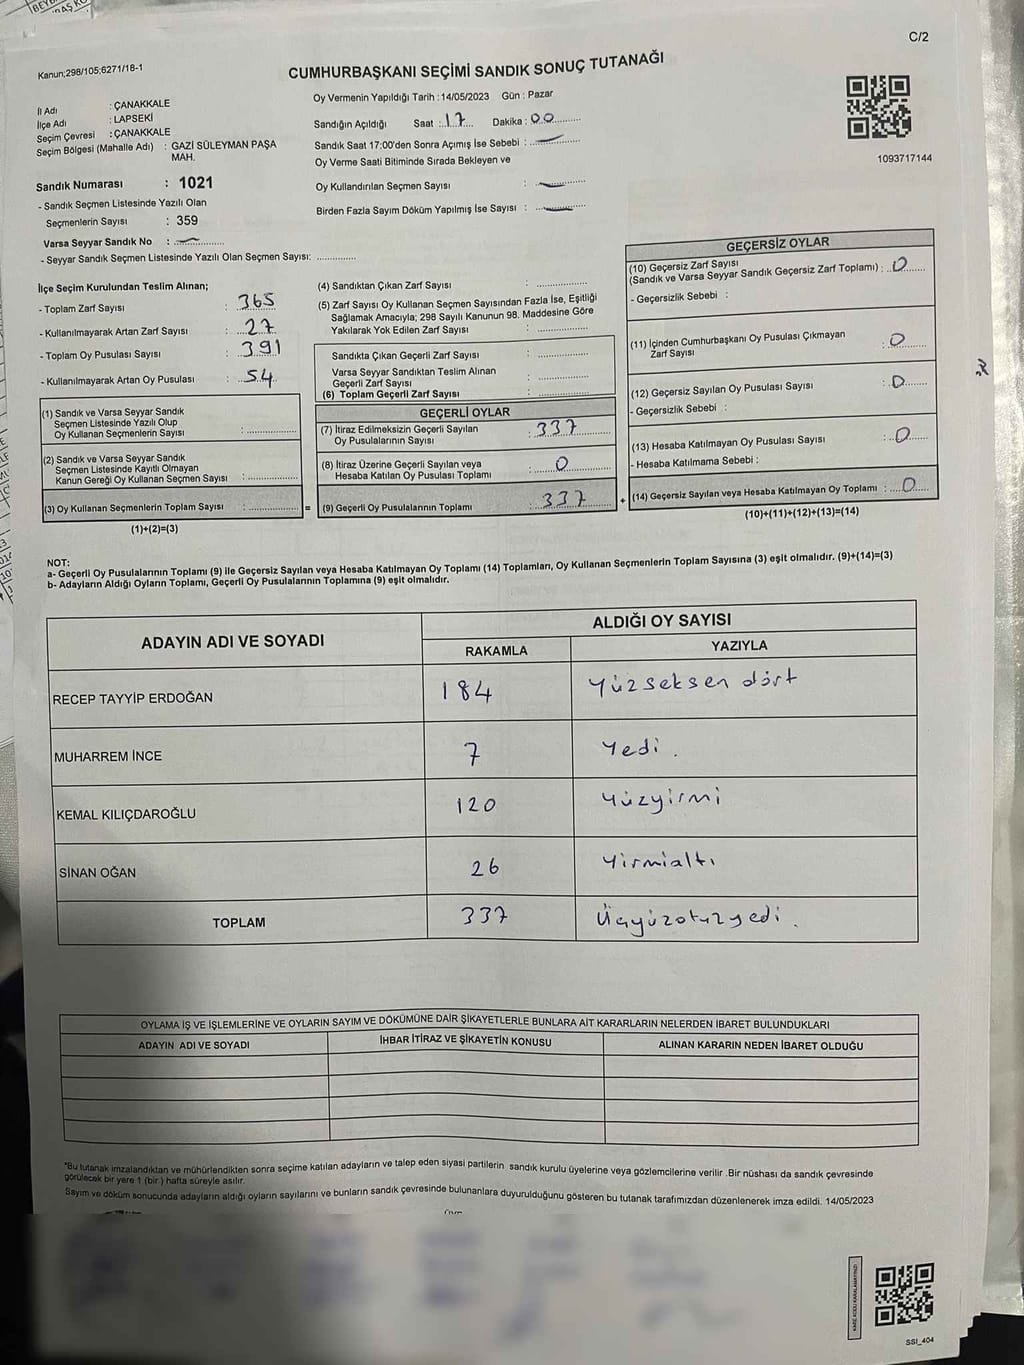 C/2
Kanun;298/105;6271/18-1
CUMHURBAŞKANI SEÇİMİ SANDIK SONUÇ TUTANAĞI
İl Adı : ÇANAKKALE
İlçe Adı : LAPSEKİ
Seçim Çevresi : ÇANAKKALE
Seçim Bölgesi (Mahalle Adı) : GAZİ SÜLEYMAN PAŞA
MAH.
Sandık Numarası : 1021
- Sandık Seçmen Listesinde Yazılı Olan
Seçmenlerin Sayısı : 359
Varsa Seyyar Sandık No :
- Seyyar Sandık Seçmen Listesinde Yazılı Olan Seçmen Sayısı:
Oy Vermenin Yapıldığı Tarih : 14/05/2023 Gün : Pazar
Sandığın Açıldığı Saat : 17 Dakika : 00
Sandık Saat 17:00'den Sonra Açımış İse Sebebi :
Oy Verme Saati Bitiminde Sırada Bekleyen ve
Oy Kullandırılan Seçmen Sayısı :
Birden Fazla Sayım Döküm Yapılmış İse Sayısı :
1093717144
İlçe Seçim Kurulundan Teslim Alınan;
- Toplam Zarf Sayısı : 365
- Kullanılmayarak Artan Zarf Sayısı : 27
- Toplam Oy Pusulası Sayısı : 391
- Kullanılmayarak Artan Oy Pusulası : 54
(1) Sandık ve Varsa Seyyar Sandık
Seçmen Listesinde Yazılı Olup
Oy Kullanan Seçmenlerin Sayısı :
(2) Sandık ve Varsa Seyyar Sandık
Seçmen Listesinde Kayıtlı Olmayan
Kanun Gereği Oy Kullanan Seçmen Sayısı :
(3) Oy Kullanan Seçmenlerin Toplam Sayısı : =
(1)+(2)=(3)
(4) Sandıktan Çıkan Zarf Sayısı :
(5) Zarf Sayısı Oy Kullanan Seçmen Sayısından Fazla İse, Eşitliği
Sağlamak Amacıyla; 298 Sayılı Kanunun 98. Maddesine Göre
Yakılarak Yok Edilen Zarf Sayısı :
Sandıkta Çıkan Geçerli Zarf Sayısı :
Varsa Seyyar Sandıktan Teslim Alınan
Geçerli Zarf Sayısı :
(6) Toplam Geçerli Zarf Sayısı :
GEÇERLİ OYLAR
(7) İtiraz Edilmeksizin Geçerli Sayılan
Oy Pusulalarının Sayısı : 337
(8) İtiraz Üzerine Geçerli Sayılan veya
Hesaba Katılan Oy Pusulası Toplamı : 0
(9) Geçerli Oy Pusulalarının Toplamı : 337 +
GEÇERSİZ OYLAR
(10) Geçersiz Zarf Sayısı
(Sandık ve Varsa Seyyar Sandık Geçersiz Zarf Toplamı) : 0
- Geçersizlik Sebebi :
(11) İçinden Cumhurbaşkanı Oy Pusulası Çıkmayan
Zarf Sayısı : 0
(12) Geçersiz Sayılan Oy Pusulası Sayısı : 0
- Geçersizlik Sebebi :
(13) Hesaba Katılmayan Oy Pusulası Sayısı : 0
- Hesaba Katılmama Sebebi :
(14) Geçersiz Sayılan veya Hesaba Katılmayan Oy Toplamı : 0
(10)+(11)+(12)+(13)=(14)
NOT:
a- Geçerli Oy Pusulalarının Toplamı (9) ile Geçersiz Sayılan veya Hesaba Katılmayan Oy Toplamı (14) Toplamları, Oy Kullanan Seçmenlerin Toplam Sayısına (3) eşit olmalıdır. (9)+(14)=(3)
b- Adayların Aldığı Oyların Toplamı, Geçerli Oy Pusulalarının Toplamına (9) eşit olmalıdır.
ADAYIN ADI VE SOYADI
ALDIĞI OY SAYISI
RAKAMLA YAZIYLA
RECEP TAYYİP ERDOĞAN 184 Yüzseksen dört
MUHARREM İNCE 7 Yedi.
KEMAL KILIÇDAROĞLU 120 Yüzyirmi
SİNAN OĞAN 26 Yirmialtı
TOPLAM 337 Üçyüzotuzyedi.
OYLAMA İŞ VE İŞLEMLERİNE VE OYLARIN SAYIM VE DÖKÜMÜNE DAİR ŞİKAYETLERLE BUNLARA AİT KARARLARIN NELERDEN İBARET BULUNDUKLARI
ADAYIN ADI VE SOYADI İHBAR İTİRAZ VE ŞİKAYETİN KONUSU ALINAN KARARIN NEDEN İBARET OLDUĞU
*Bu tutanak imzalandıktan ve mühürlendikten sonra seçime katılan adayların ve talep eden siyasi partilerin sandık kurulu üyelerine veya gözlemcilerine verilir .Bir nüshası da sandık çevresinde
görülecek bir yere 1 (bir) hafta süreyle asılır.
Sayım ve döküm sonucunda adayların aldığı oyların sayılarını ve bunların sandık çevresinde bulunanlara duyurulduğunu gösteren bu tutanak tarafımızdan düzenlenerek imza edildi. 14/05/2023
SSI_404